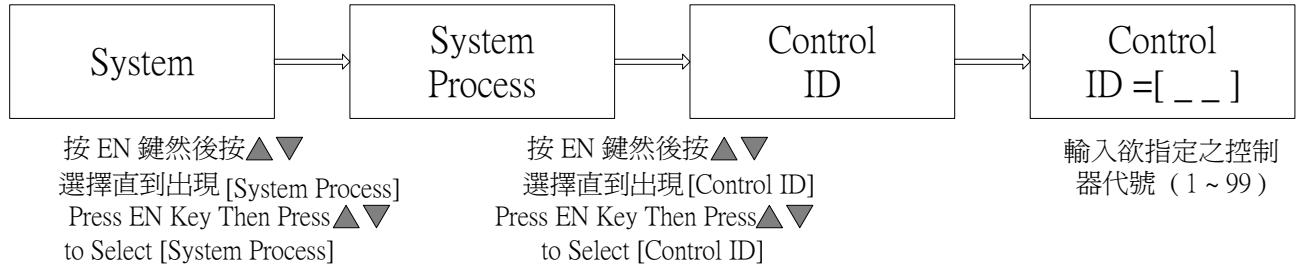 System
System
Process
Control
ID
Control
ID =[ _ _ ]
按 EN 鍵然後按▲▼
選擇直到出現 [System Process]
Press EN Key Then Press▲▼
to Select [System Process]
按 EN 鍵然後按▲▼
選擇直到出現 [Control ID]
Press EN Key Then Press▲▼
to Select [Control ID]
輸入欲指定之控制
器代號（1 ~ 99）